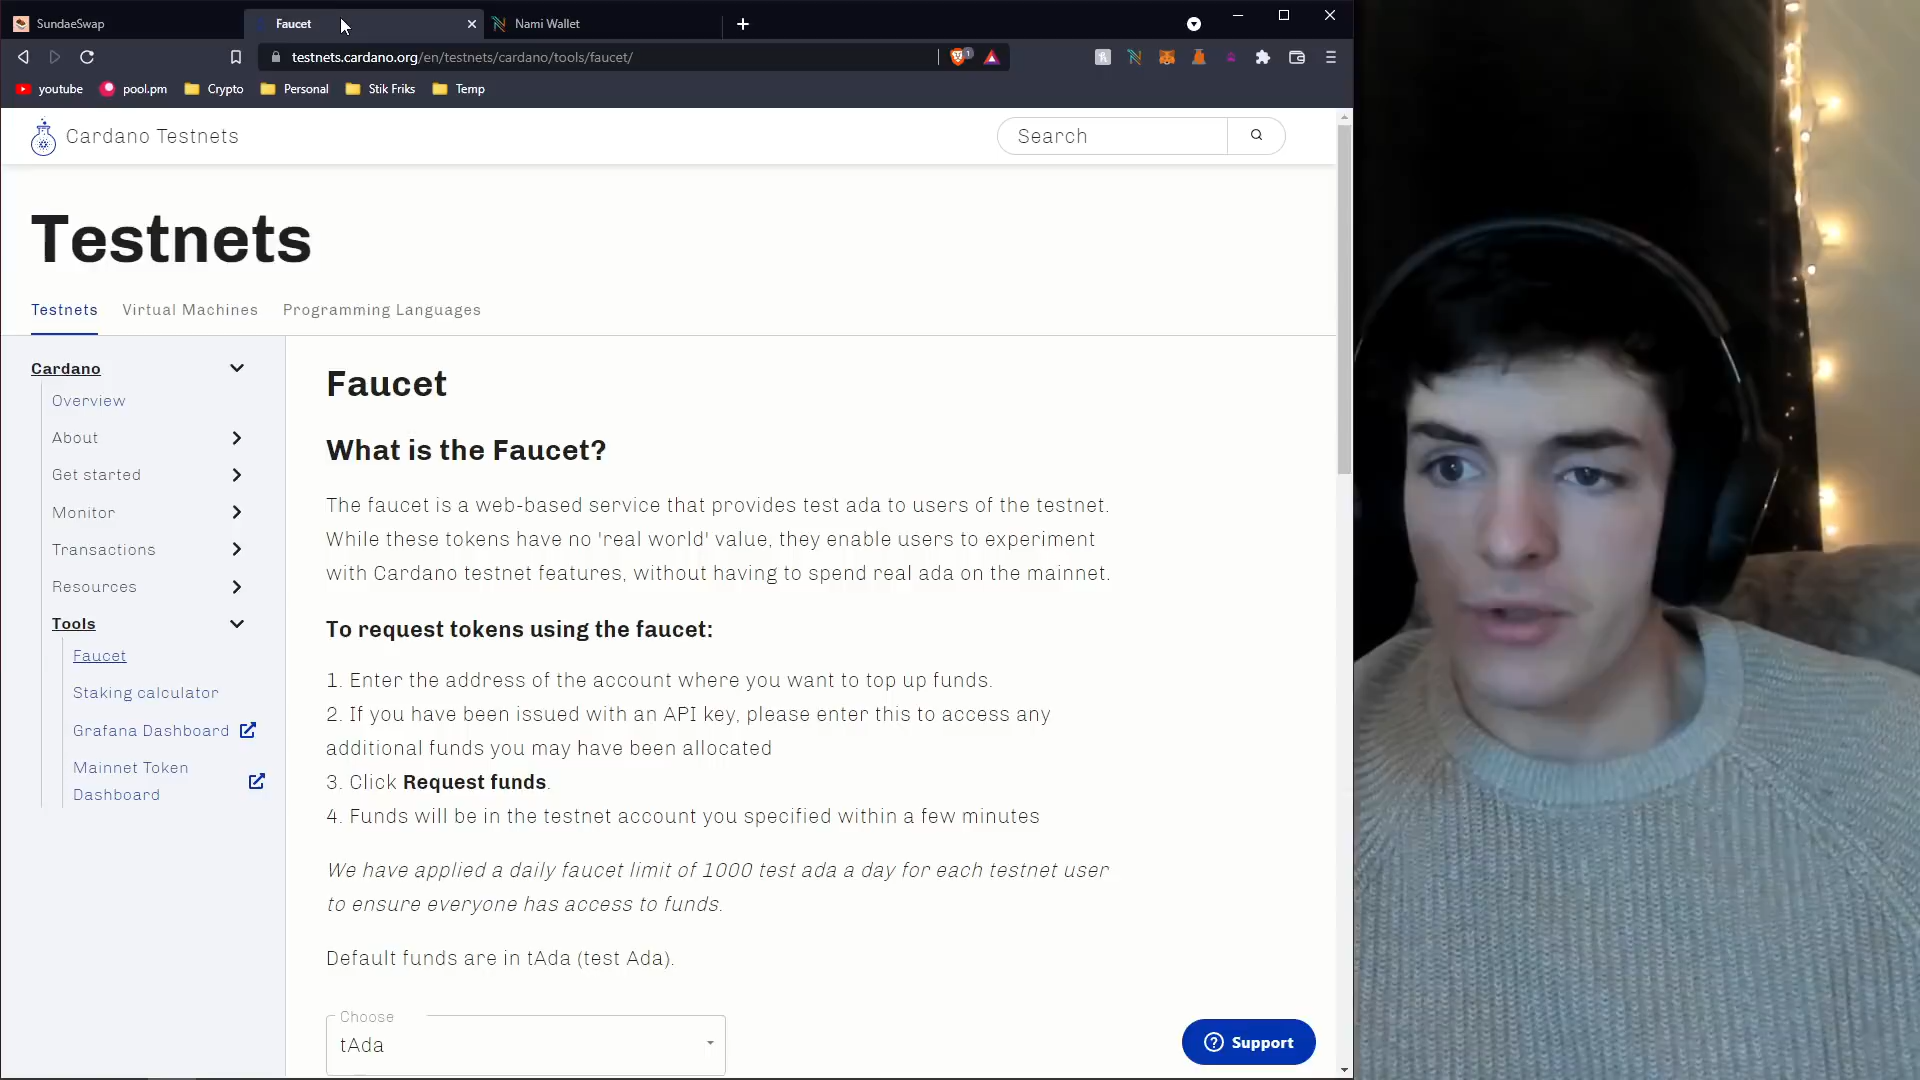 SundaeSwap
Faucet
Nami Wallet
testnets.cardano.org/en/testnets/cardano/tools/faucet/
1
youtube
pool.pm
Crypto
Personal
Stik Friks
Temp
Cardano Testnets
Search
Testnets
Testnets
Virtual Machines
Programming Languages
Cardano
Overview
About
Get started
Monitor
Transactions
Resources
Tools
Faucet
Staking calculator
Grafana Dashboard
Mainnet Token
Dashboard
Faucet
What is the Faucet?
The faucet is a web-based service that provides test ada to users of the testnet.
While these tokens have no 'real world' value, they enable users to experiment
with Cardano testnet features, without having to spend real ada on the mainnet.
To request tokens using the faucet:
1. Enter the address of the account where you want to top up funds.
2. If you have been issued with an API key, please enter this to access any
additional funds you may have been allocated
3. Click Request funds.
4. Funds will be in the testnet account you specified within a few minutes
We have applied a daily faucet limit of 1000 test ada a day for each testnet user
to ensure everyone has access to funds.
Default funds are in tAda (test Ada).
Choose
tAda
Support